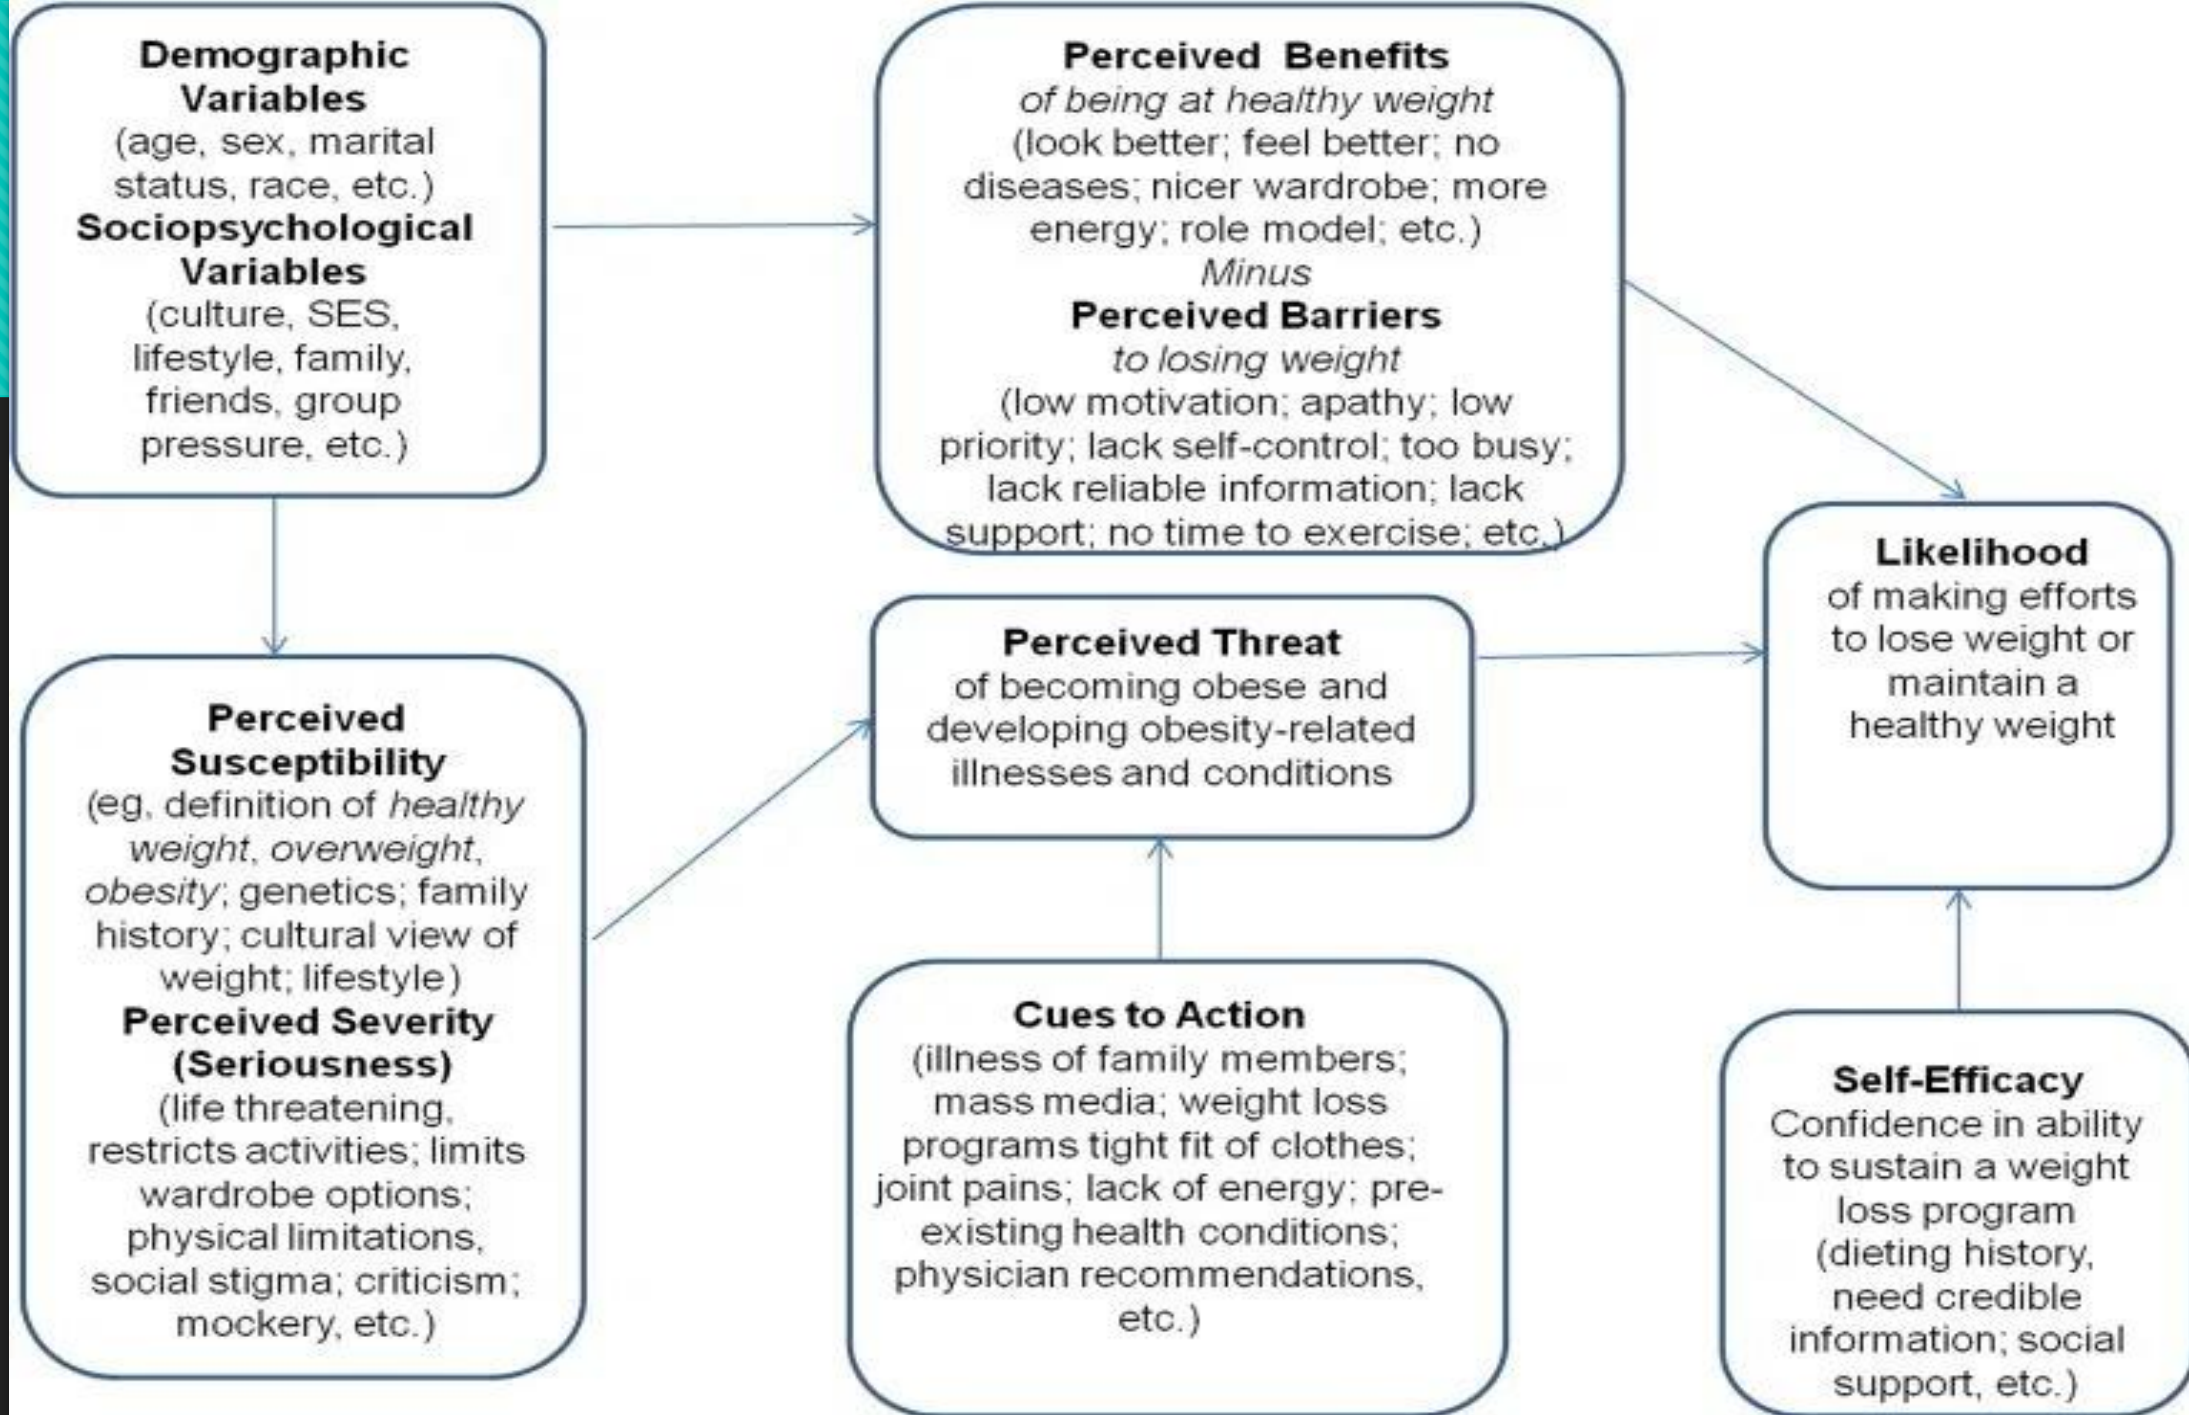 Demographic
Variables
(age, sex, marital
status, race, etc.)
Sociopsychological
Variables
(culture, SES,
lifestyle, family,
friends, group
pressure, etc.)
Perceived Benefits
of being at healthy weight
(look better; feel better; no
diseases; nicer wardrobe; more
energy; role model; etc.)
Minus
Perceived Barriers
to losing weight
(low motivation; apathy; low
priority; lack self-control; too busy;
lack reliable information; lack
support; no time to exercise; etc.)
Likelihood
of making efforts
to lose weight or
maintain a
healthy weight
Perceived Threat
of becoming obese and
developing obesity-related
illnesses and conditions
Perceived
Susceptibility
(eg, definition of healthy
weight, overweight,
obesity; genetics; family
history; cultural view of
weight; lifestyle)
Perceived Severity
(Seriousness)
(life threatening,
restricts activities; limits
wardrobe options;
physical limitations,
social stigma; criticism;
mockery, etc.)
Cues to Action
(illness of family members;
mass media; weight loss
programs tight fit of clothes;
joint pains; lack of energy; pre-
existing health conditions;
physician recommendations,
etc.)
Self-Efficacy
Confidence in ability
to sustain a weight
loss program
(dieting history,
need credible
information; social
support, etc.)